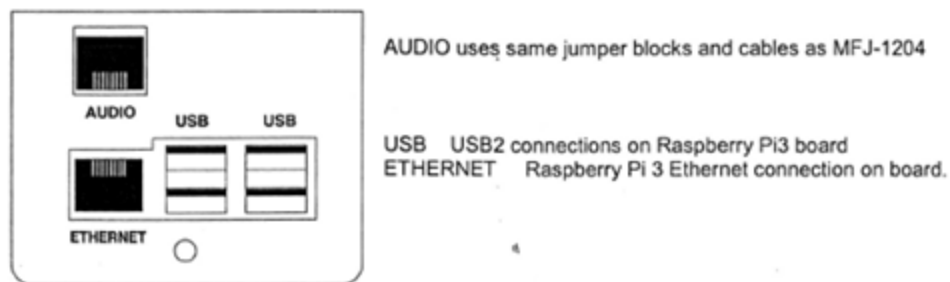 AUDIO
USB USB
ETHERNET
AUDIO uses same jumper blocks and cables as MFJ-1204
USB USB2 connections on Raspberry Pi3 board
ETHERNET Raspberry Pi 3 Ethernet connection on board.